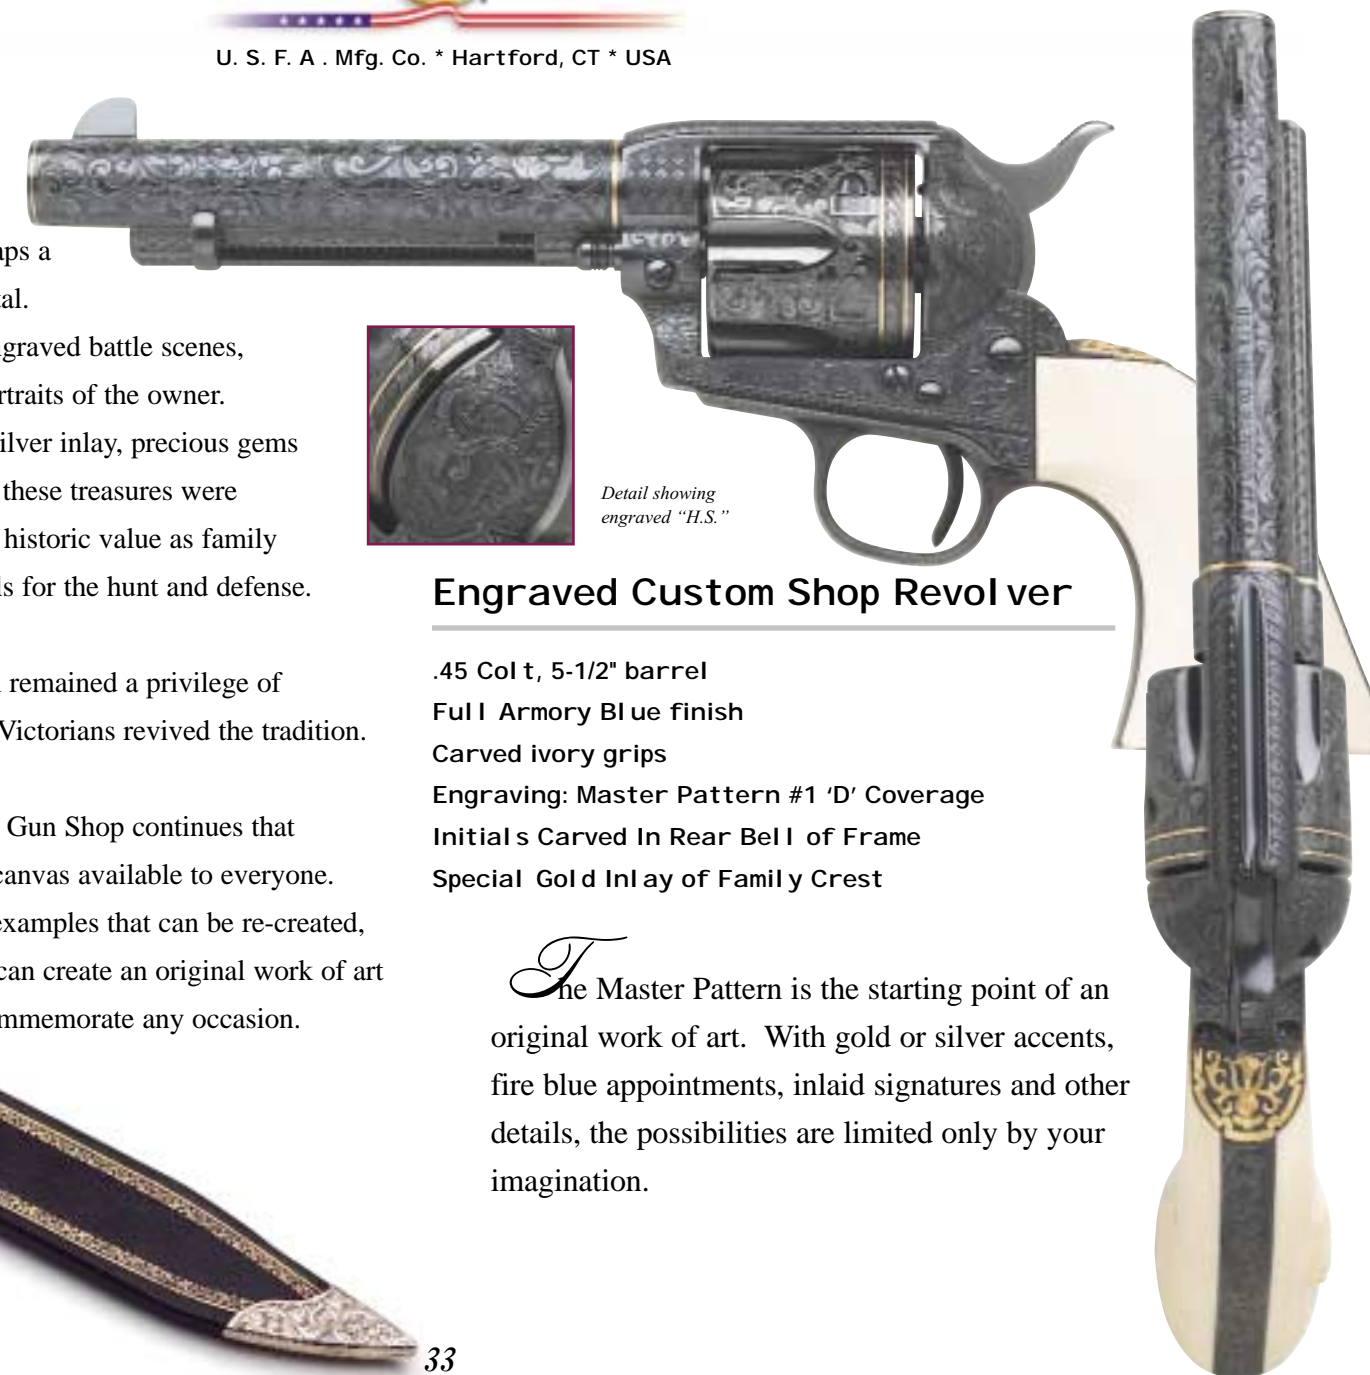 U. S. F. A . Mfg. Co. * Hartford, CT * USA
aps a
tal.
graved battle scenes,
rtraits of the owner.
ilver inlay, precious gems
these treasures were
historic value as family
ls for the hunt and defense.
remained a privilege of
Victorians revived the tradition.
Gun Shop continues that
canvas available to everyone.
examples that can be re-created,
can create an original work of art
mmemorate any occasion.
Detail showing
engraved “H.S.”
Engraved Custom Shop Revolver
.45 Colt, 5-1/2" barrel
Full Armory Blue finish
Carved ivory grips
Engraving: Master Pattern #1 ‘D’ Coverage
Initials Carved In Rear Bell of Frame
Special Gold Inlay of Family Crest
The Master Pattern is the starting point of an
original work of art. With gold or silver accents,
fire blue appointments, inlaid signatures and other
details, the possibilities are limited only by your
imagination.
33